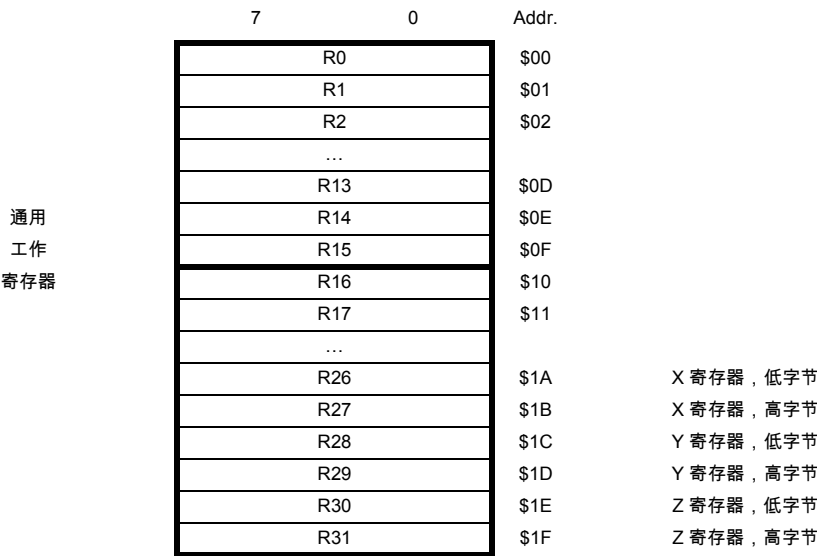 7 0 Addr.
R0 $00
R1 $01
R2 $02
…
R13 $0D
通用 R14 $0E
工作 R15 $0F
寄存器 R16 $10
R17 $11
…
R26 $1A X 寄存器，低字节
R27 $1B X 寄存器，高字节
R28 $1C Y 寄存器，低字节
R29 $1D Y 寄存器，高字节
R30 $1E Z 寄存器，低字节
R31 $1F Z 寄存器，高字节